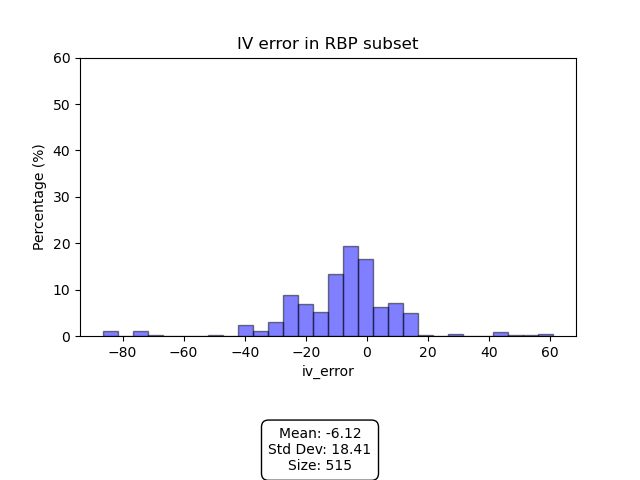 IV error in RBP subset
60
50
40
30
20
10
0
Percentage (%)
−80 −60 −40 −20 0 20 40 60
iv_error
Mean: -6.12
Std Dev: 18.41
Size: 515